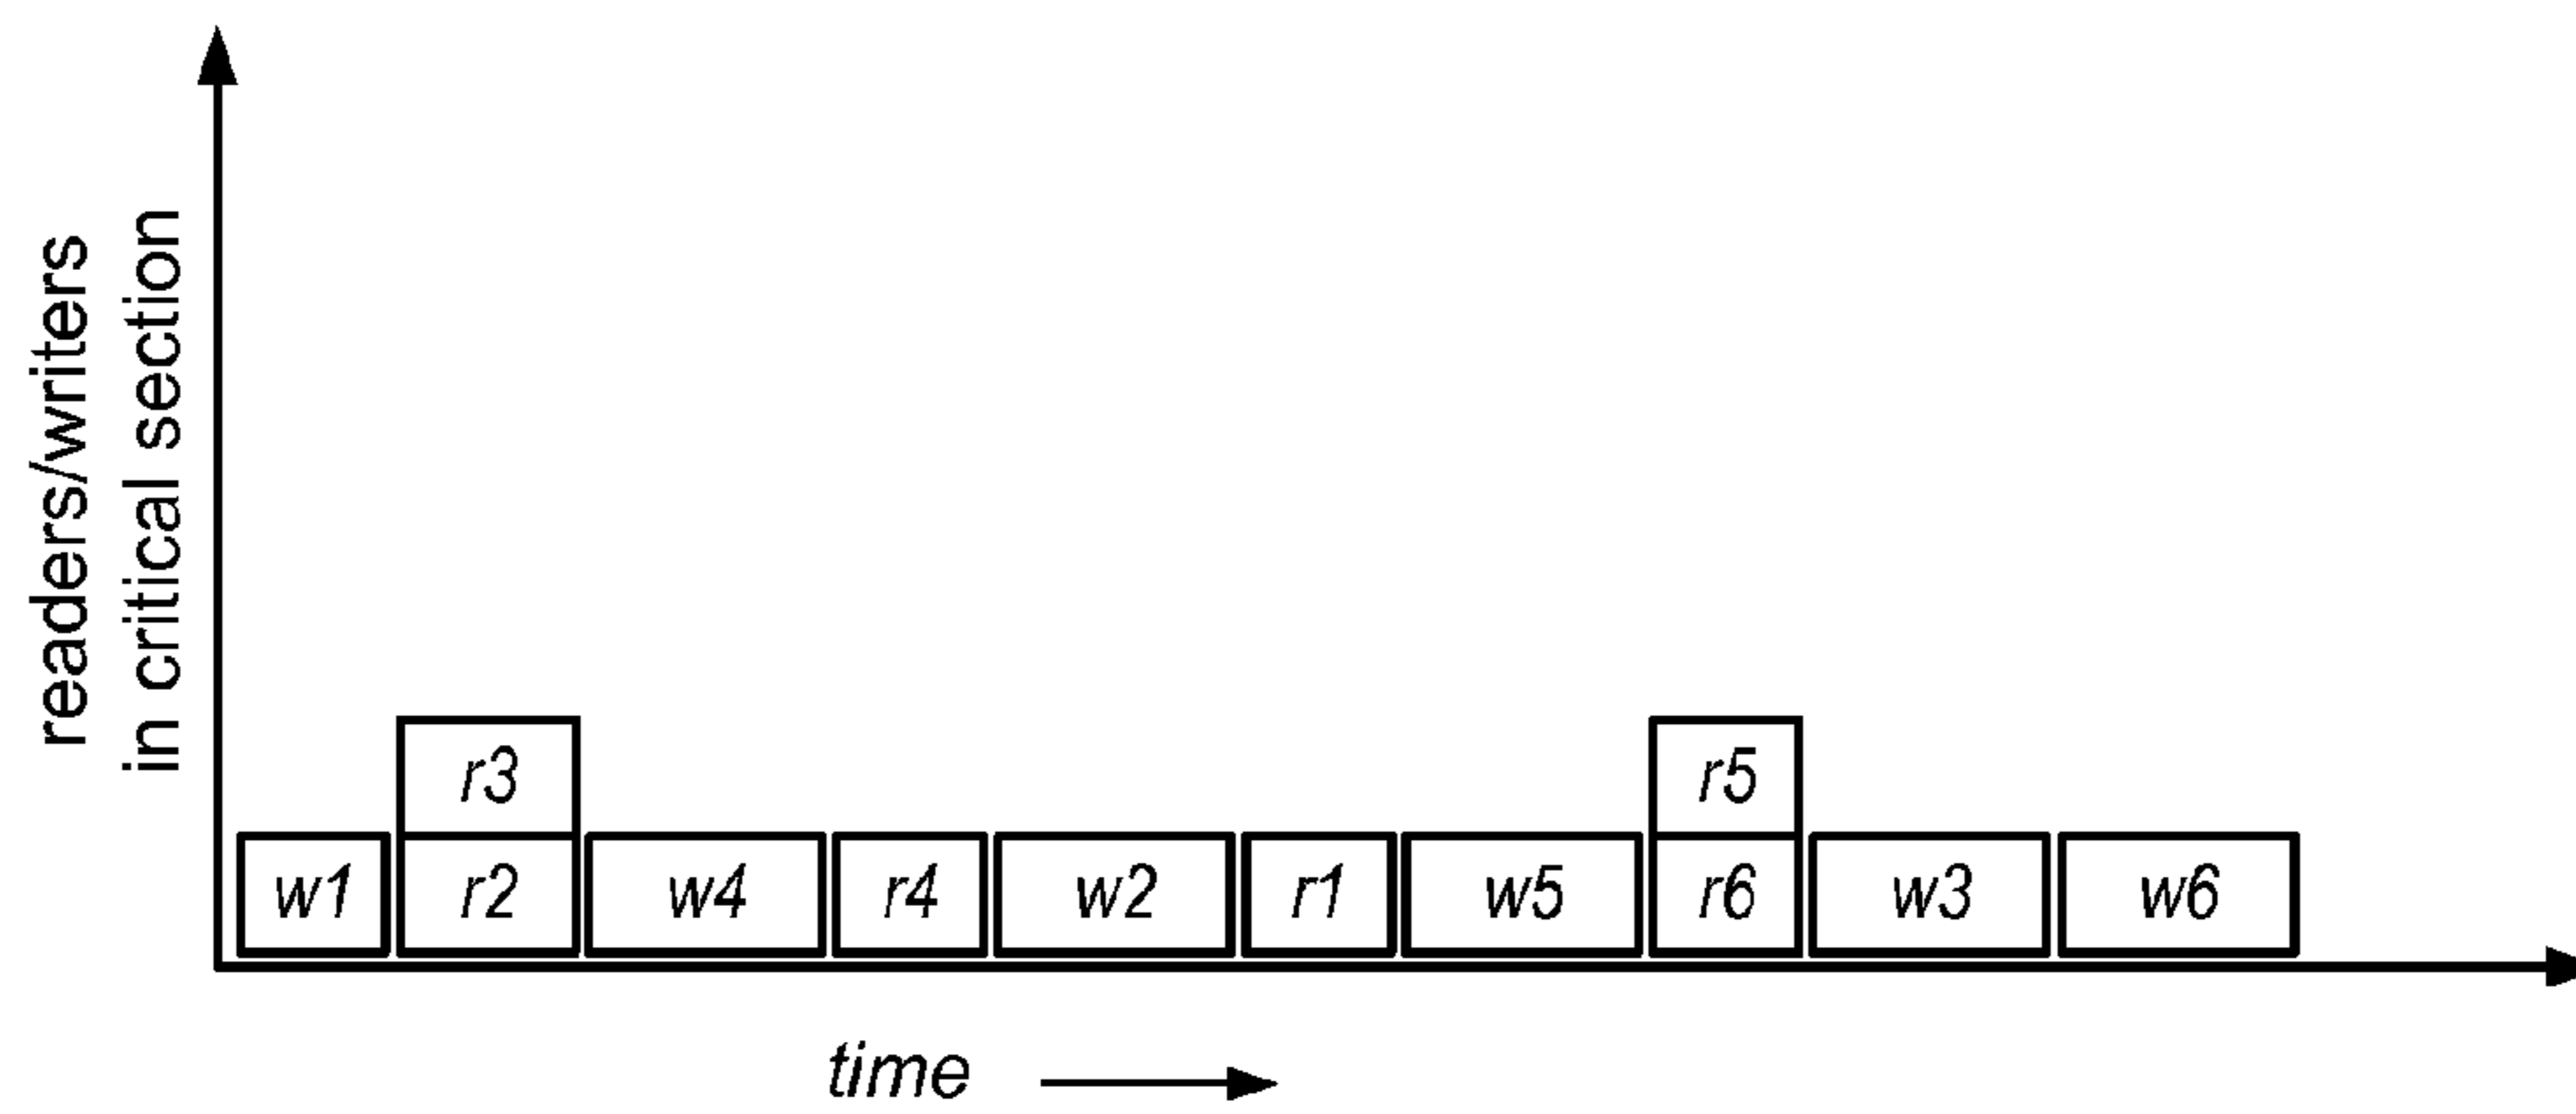 readers/writers
in critical section
r3 r5
w1 r2 w4 r4 w2 r1 w5 r6 w3 w6
time